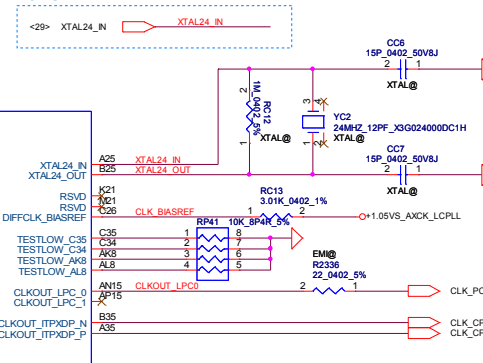 <29> XTAL24_IN XTAL24_IN
CC6
15P_0402_50V8J
2 1
XTAL@
2
1M_0402_5%
RC12
1
XTAL@
3 4
YC2
24MHZ_12PF_X3G024000DC1H
XTAL@
1 2
CC7
15P_0402_50V8J
2 1
XTAL@
XTAL24_IN A25 XTAL24_IN
XTAL24_OUT B25 XTAL24_OUT
RSVD K21
RSVD M21
DIFFCLK_BIASREF C26 CLK_BIASREF
RC13
3.01K_0402_1%
1 2
+1.05VS_AXCK_LCPLL
RP41 10K_8P4R_5%
TESTLOW_C35 C35 1 8
TESTLOW_C34 C34 2 7
TESTLOW_AK8 AK8 3 6
TESTLOW_AL8 AL8 4 5
EMI@
R2336
22_0402_5%
CLKOUT_LPC_0 AN15 CLKOUT_LPC0 2 1 CLK_PC
CLKOUT_LPC_1 AP15
CLKOUT_ITPXDP_N B35 CLK_CP
CLKOUT_ITPXDP_P A35 CLK_CP